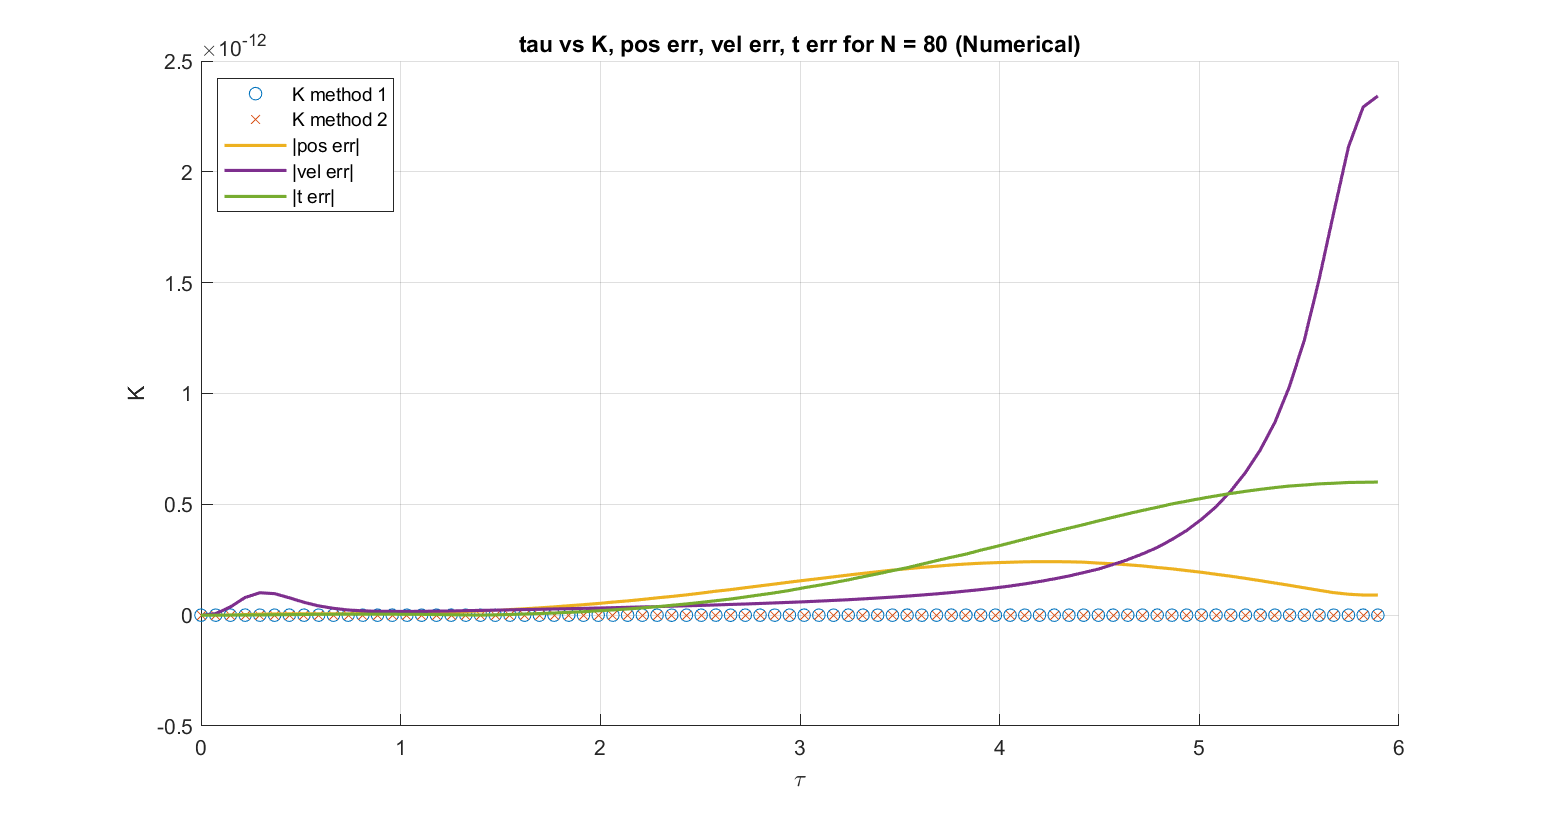 ×10-12
tau vs K, pos err, vel err, t err for N = 80 (Numerical)
2.5
2
1.5
1
0.5
0
-0.5
K
K method 1
K method 2
|pos err|
|vel err|
|t err|
0 1 2 3 4 5 6
τ